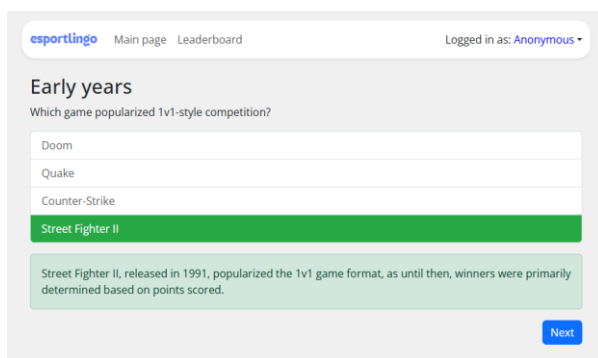 esportlingo Main page Leaderboard Logged in as: Anonymous
Early years
Which game popularized 1v1-style competition?
Doom
Quake
Counter-Strike
Street Fighter II
Street Fighter II, released in 1991, popularized the 1v1 game format, as until then, winners were primarily
determined based on points scored.
Next